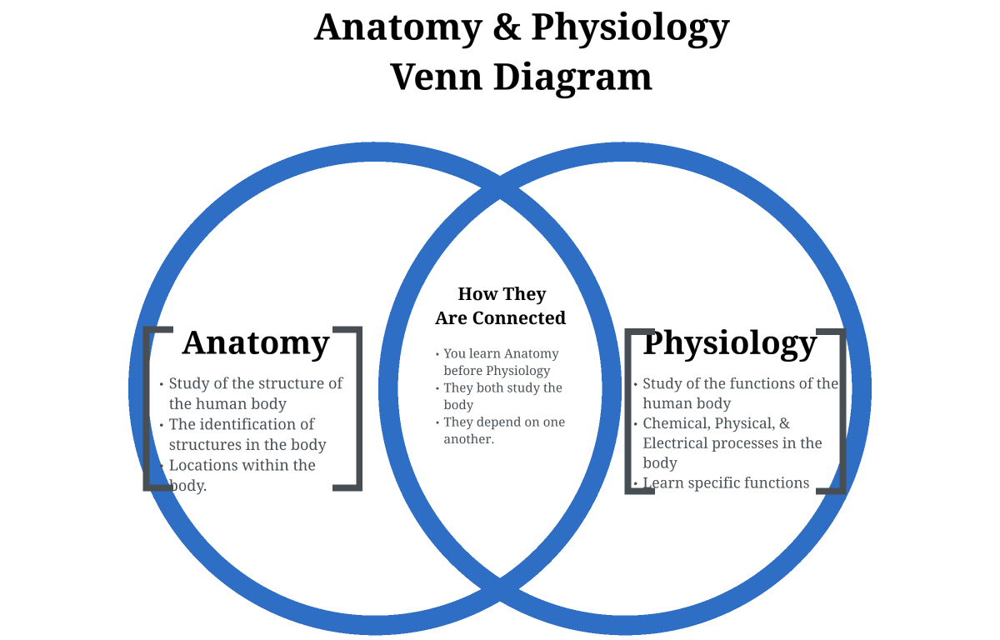 Anatomy & Physiology
Venn Diagram
Anatomy
• Study of the structure of
the human body
• The identification of
structures in the body
• Locations within the
body.
How They
Are Connected
• You learn Anatomy
before Physiology
• They both study the
body
• They depend on one
another.
Physiology
• Study of the functions of the
human body
• Chemical, Physical, &
Electrical processes in the
body
• Learn specific functions